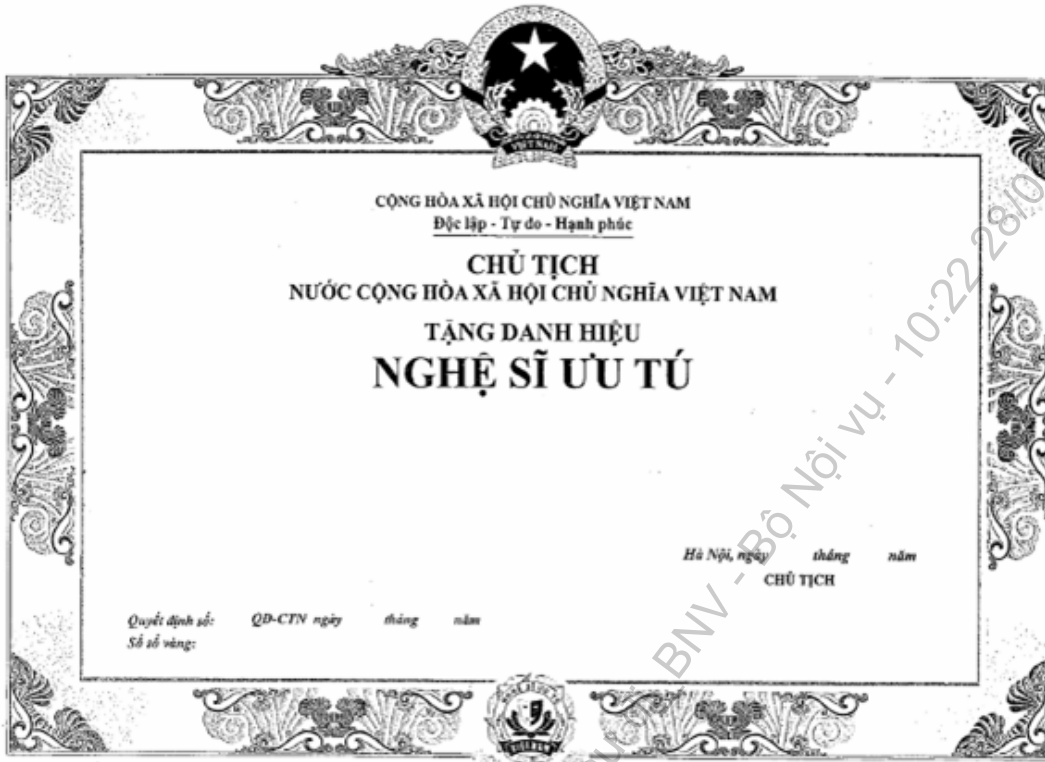 VIỆT NAM
CỘNG HÒA XÃ HỘI CHỦ NGHĨA VIỆT NAM
Độc lập - Tự do - Hạnh phúc
CHỦ TỊCH
NƯỚC CỘNG HÒA XÃ HỘI CHỦ NGHĨA VIỆT NAM
TẶNG DANH HIỆU
NGHỆ SĨ ƯU TÚ
Hà Nội, ngày tháng năm
CHỦ TỊCH
Quyết định số: QĐ-CTN ngày tháng năm
Số sổ vàng:
BNV - Bộ Nội vụ - 10:22 28/0